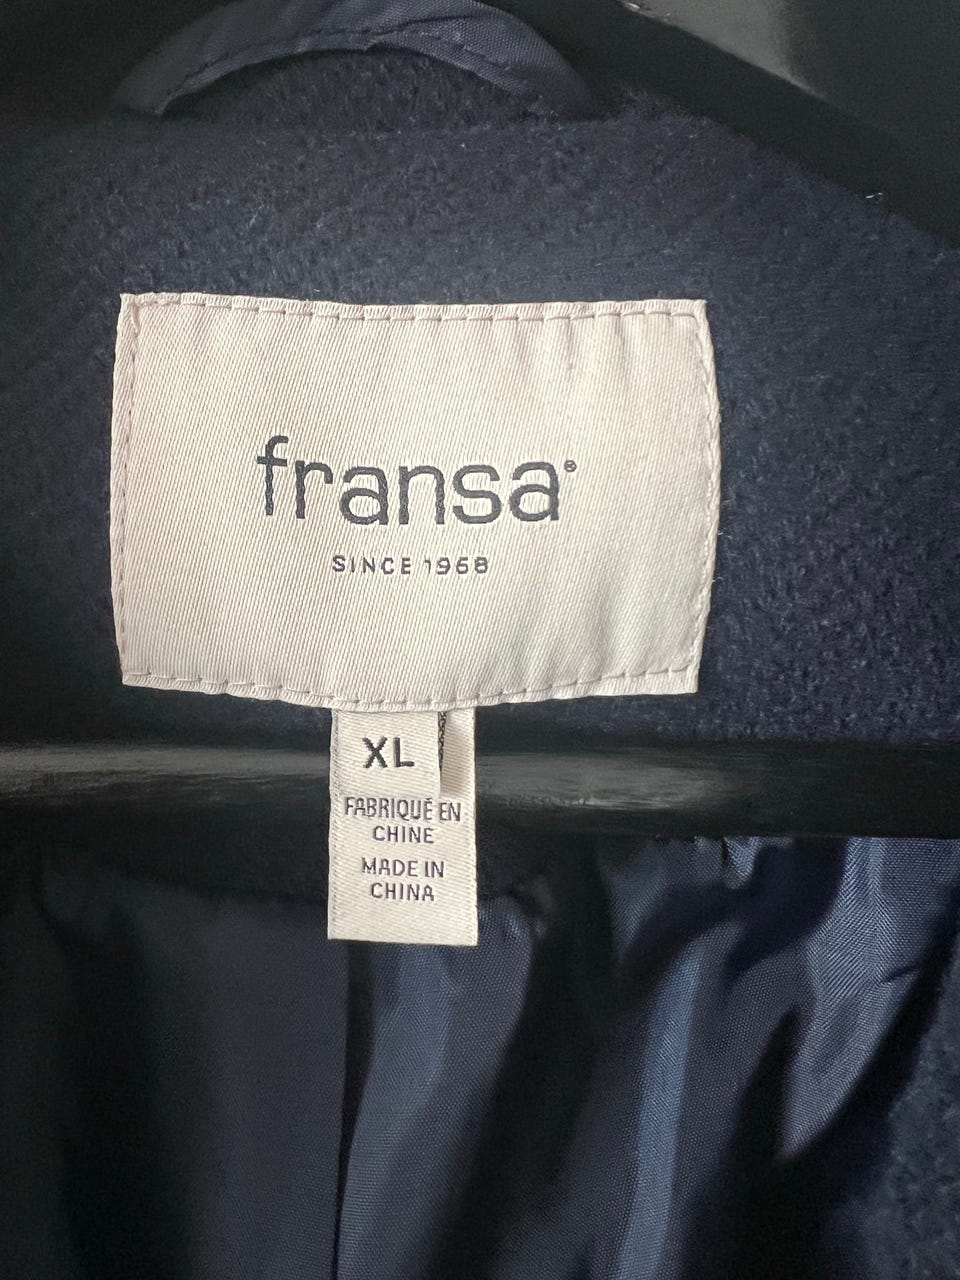 fransa®
SINCE 1968
XL
FABRIQUÉ EN
CHINE
MADE IN
CHINA